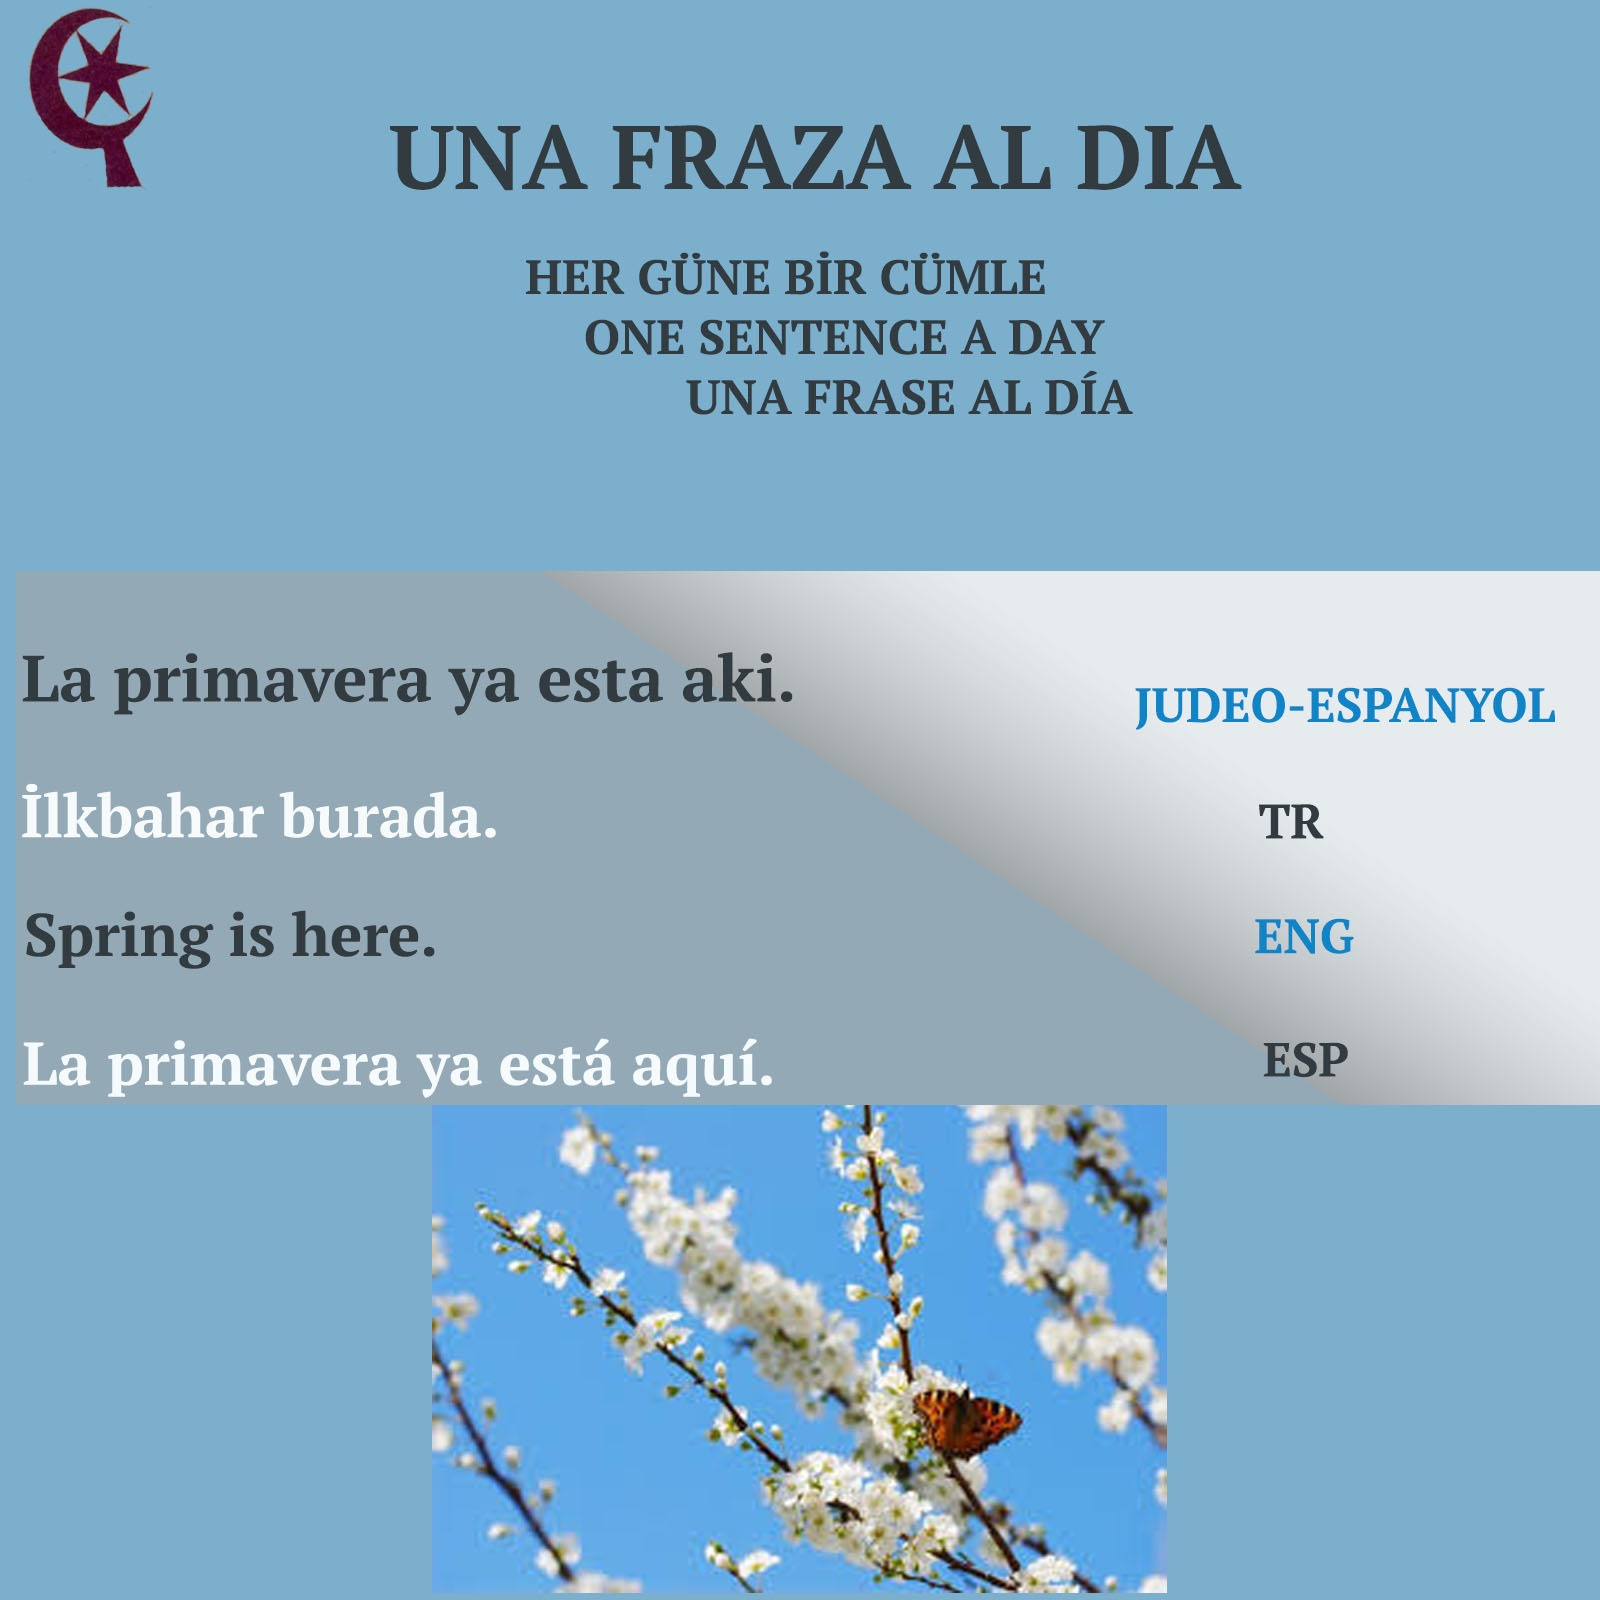 UNA FRAZA AL DIA
HER GÜNE BİR CÜMLE
ONE SENTENCE A DAY
UNA FRASE AL DÍA
La primavera ya esta aki.
JUDEO-ESPANYOL
İlkbahar burada.
TR
Spring is here.
ENG
La primavera ya está aquí.
ESP